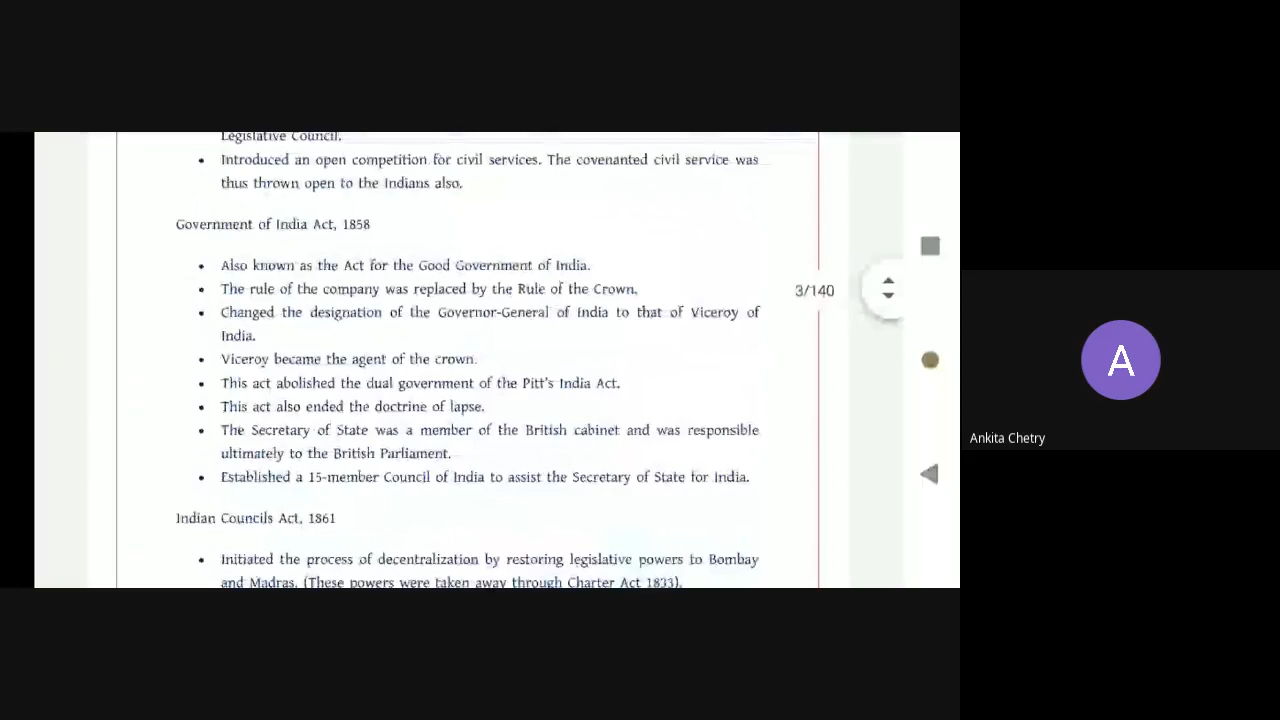 Legislative Council.
• Introduced an open competition for civil services. The covenanted civil service was
thus thrown open to the Indians also.
Government of India Act, 1858
• Also known as the Act for the Good Government of India.
• The rule of the company was replaced by the Rule of the Crown.
• Changed the designation of the Governor-General of India to that of Viceroy of
India.
• Viceroy became the agent of the crown.
• This act abolished the dual government of the Pitt's India Act.
• This act also ended the doctrine of lapse.
• The Secretary of State was a member of the British cabinet and was responsible
ultimately to the British Parliament.
• Established a 15-member Council of India to assist the Secretary of State for India.
Indian Councils Act, 1861
• Initiated the process of decentralization by restoring legislative powers to Bombay
and Madras. (These powers were taken away through Charter Act 1833).
3/140
A
Ankita Chetry